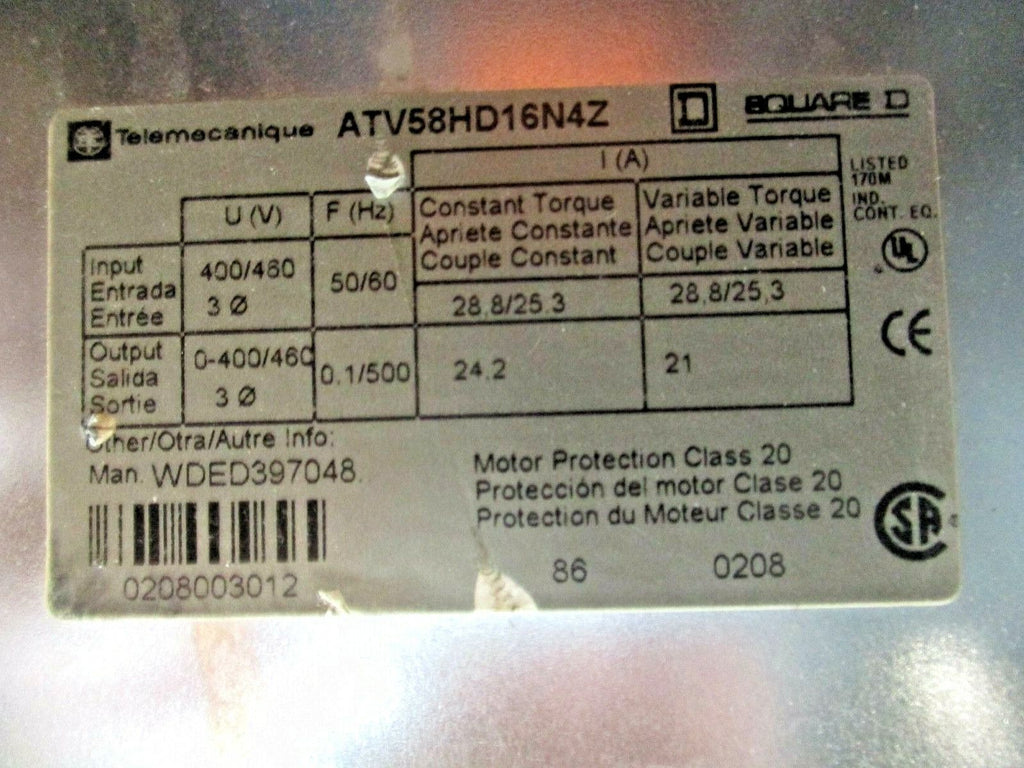 Telemecanique ATV58HD16N4Z D SQUARE D
I (A)
LISTED
170M
IND.
CONT. EQ.
UL
CE
U (V) F (Hz) Constant Torque Variable Torque
Apriete Constante Apriete Variable
Couple Constant Couple Variable
Input 400/460 50/60 28,8/25.3 28,8/25,3
Entrada 3 Ø
Entrée
Output 0-400/460 0.1/500 24.2 21
Salida 3 Ø
Sortie
Other/Otra/Autre Info:
Man. WDED397048.
0208003012
Motor Protection Class 20
Protección del motor Clase 20
Protection du Moteur Classe 20
86 0208
SA ®